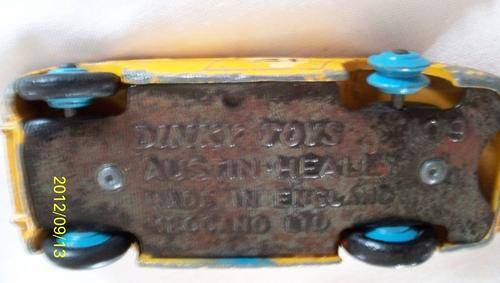 DINKY TOYS
AUSTIN-HEALEY
MADE IN ENGLAND
MECCANO LTD
2012/09/13